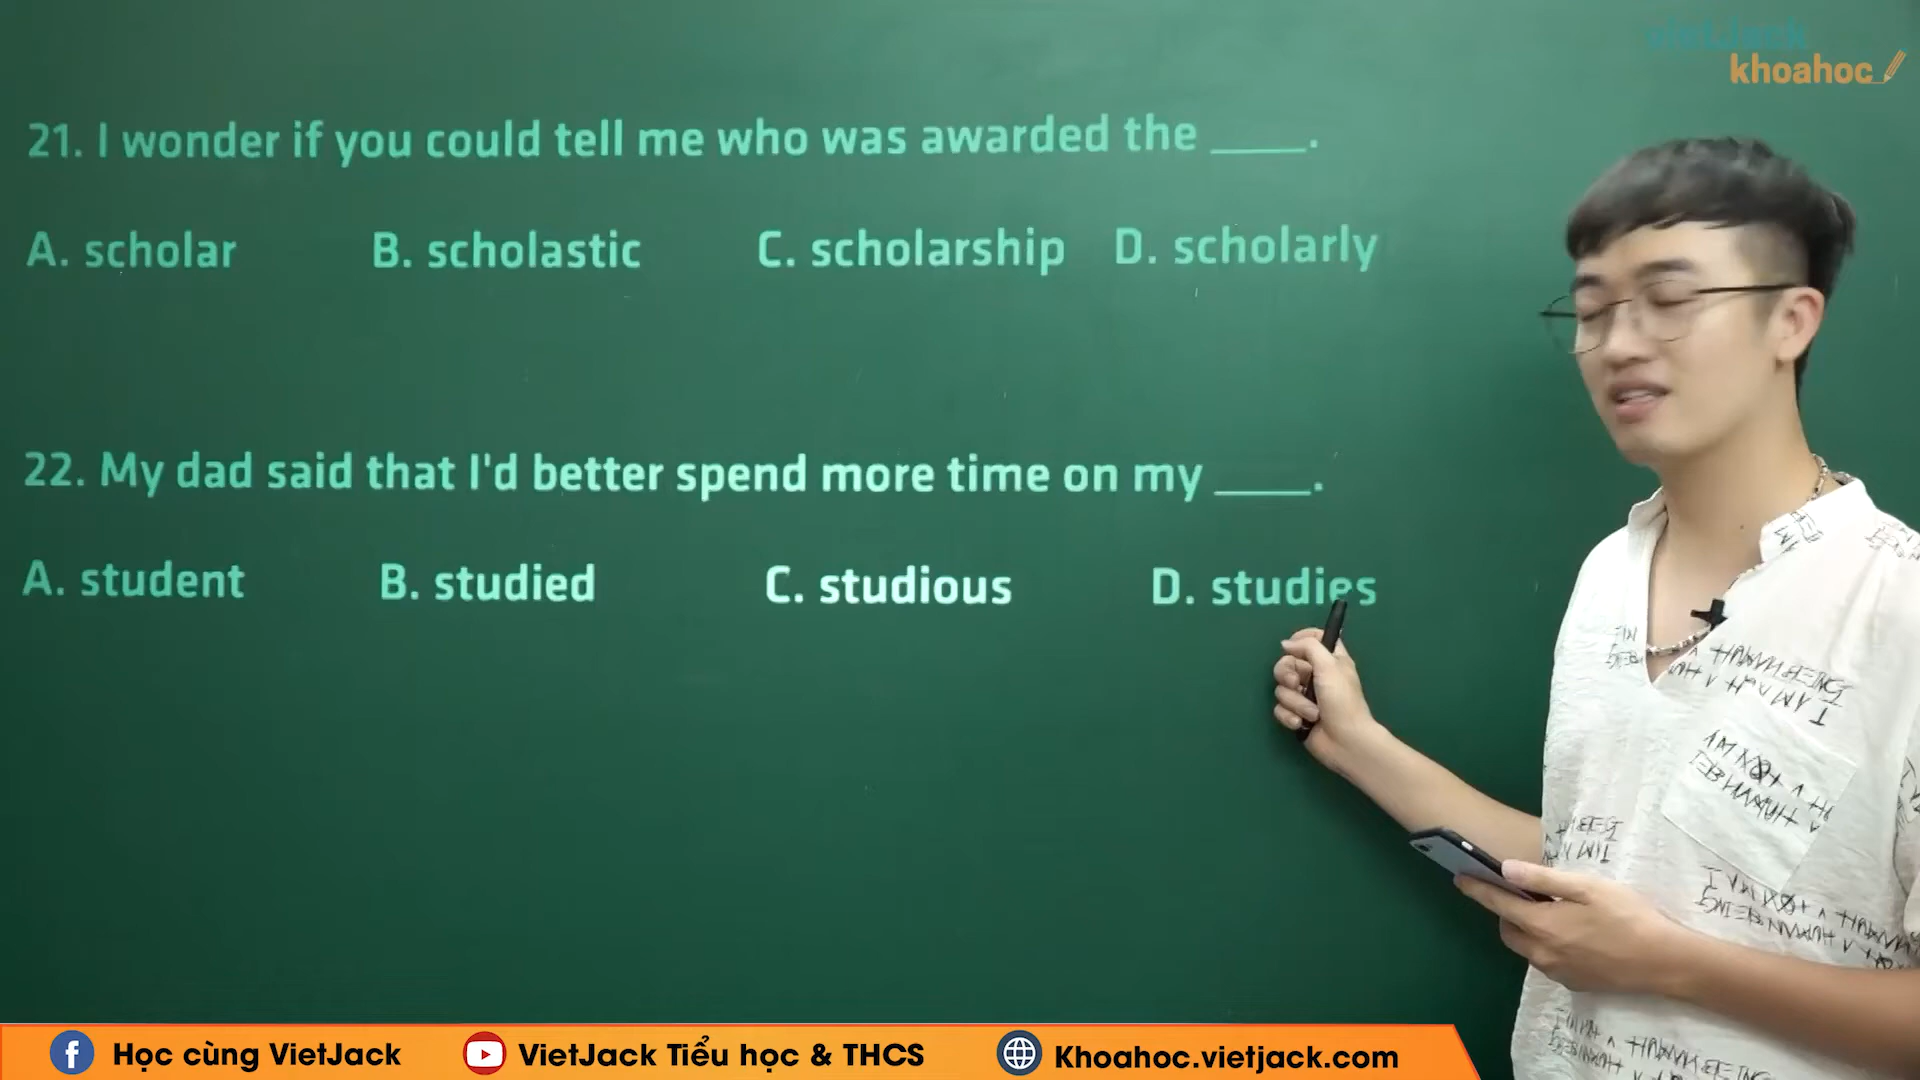 vietJack
khoahoc
21. I wonder if you could tell me who was awarded the ____.
A. scholar B. scholastic C. scholarship D. scholarly
22. My dad said that I'd better spend more time on my ____.
A. student B. studied C. studious D. studies
Học cùng VietJack VietJack Tiểu học & THCS Khoahoc.vietjack.com